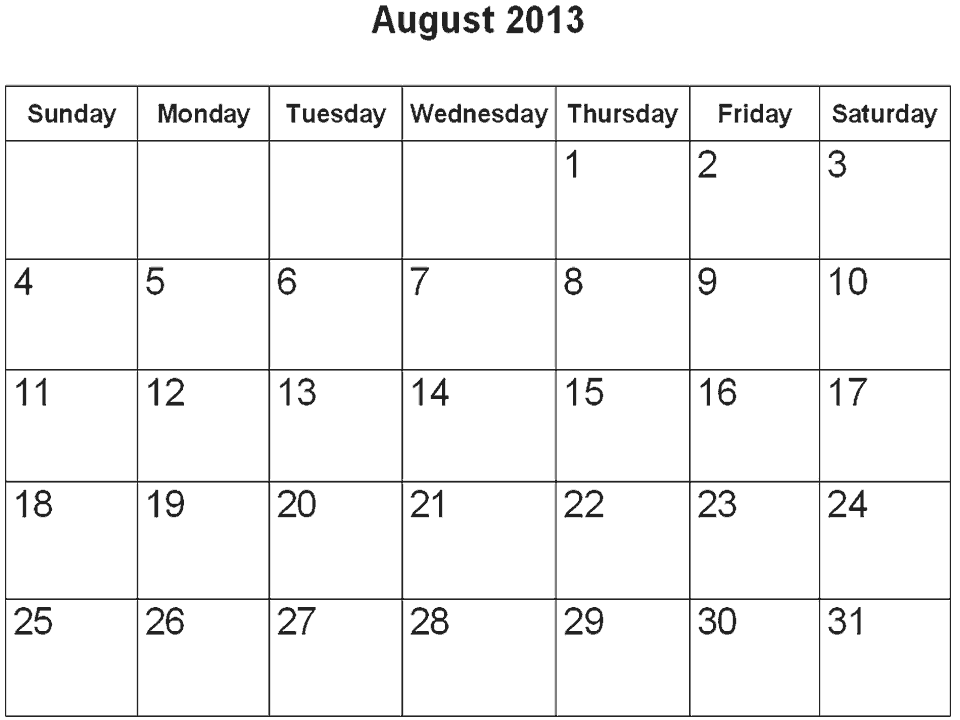 August 2013
Sunday Monday Tuesday Wednesday Thursday Friday Saturday
1 2 3
4 5 6 7 8 9 10
11 12 13 14 15 16 17
18 19 20 21 22 23 24
25 26 27 28 29 30 31